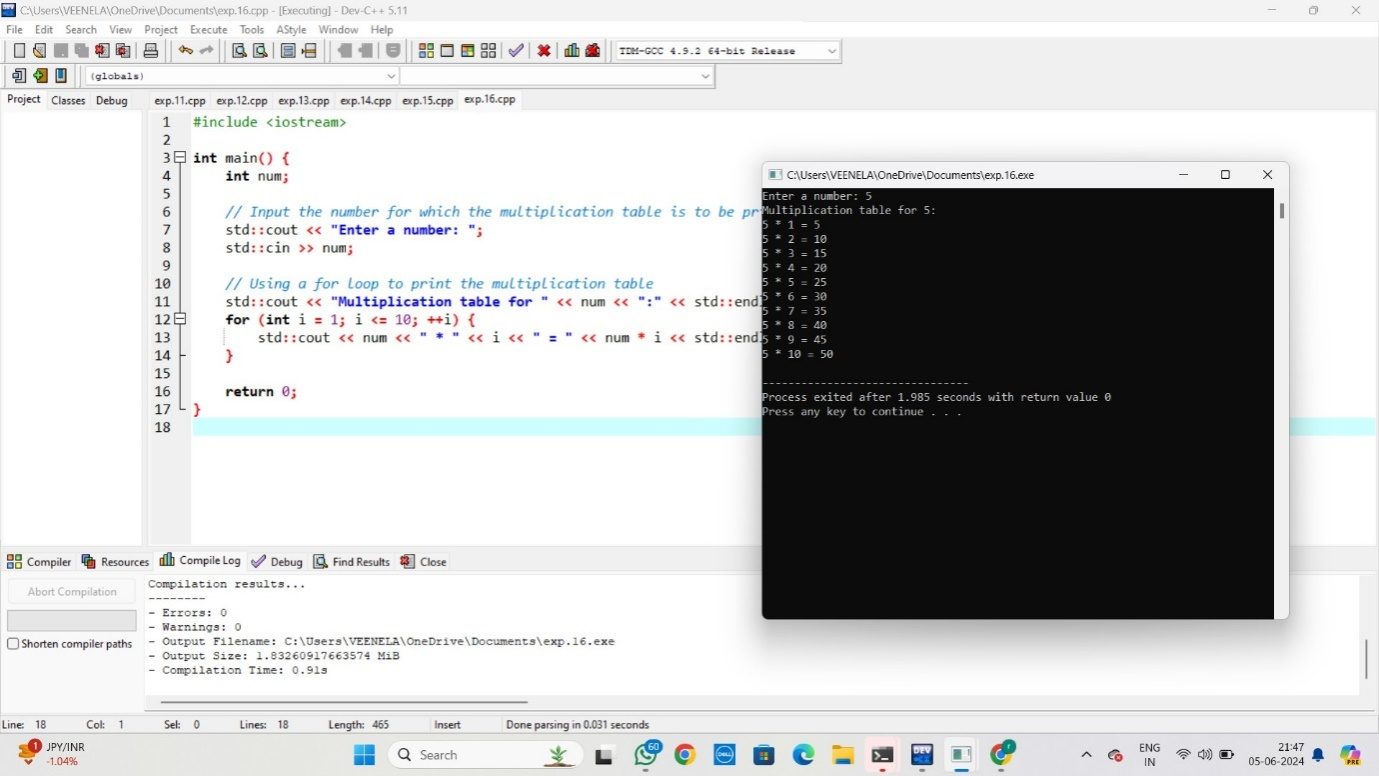 C:\Users\VEENELA\OneDrive\Documents\exp.16.cpp - [Executing] - Dev-C++ 5.11
File Edit Search View Project Execute Tools AStyle Window Help
TDM-GCC 4.9.2 64-bit Release
(globals)
Project Classes Debug exp.11.cpp exp.12.cpp exp.13.cpp exp.14.cpp exp.15.cpp exp.16.cpp
1 #include <iostream>
2
3 int main() {
4 int num;
5
6 // Input the number for which the multiplication table is to be pr
7 std::cout << "Enter a number: ";
8 std::cin >> num;
9
10 // Using a for loop to print the multiplication table
11 std::cout << "Multiplication table for " << num << ":" << std::end
12 for (int i = 1; i <= 10; ++i) {
13 std::cout << num << " * " << i << " = " << num * i << std::end
14 }
15
16 return 0;
17 }
18
C:\Users\VEENELA\OneDrive\Documents\exp.16.exe
Enter a number: 5
Multiplication table for 5:
5 * 1 = 5
5 * 2 = 10
5 * 3 = 15
5 * 4 = 20
5 * 5 = 25
5 * 6 = 30
5 * 7 = 35
5 * 8 = 40
5 * 9 = 45
5 * 10 = 50
--------------------------------
Process exited after 1.985 seconds with return value 0
Press any key to continue . . .
Compiler Resources Compile Log Debug Find Results Close
Abort Compilation
Shorten compiler paths
Compilation results...
--------
- Errors: 0
- Warnings: 0
- Output Filename: C:\Users\VEENELA\OneDrive\Documents\exp.16.exe
- Output Size: 1.83260917663574 MiB
- Compilation Time: 0.91s
Line: 18 Col: 1 Sel: 0 Lines: 18 Length: 465 Insert Done parsing in 0.031 seconds
1
JPY/INR
-1.04%
Search
60
DELL
DEV
ENG
IN
21:47
05-06-2024
PRE